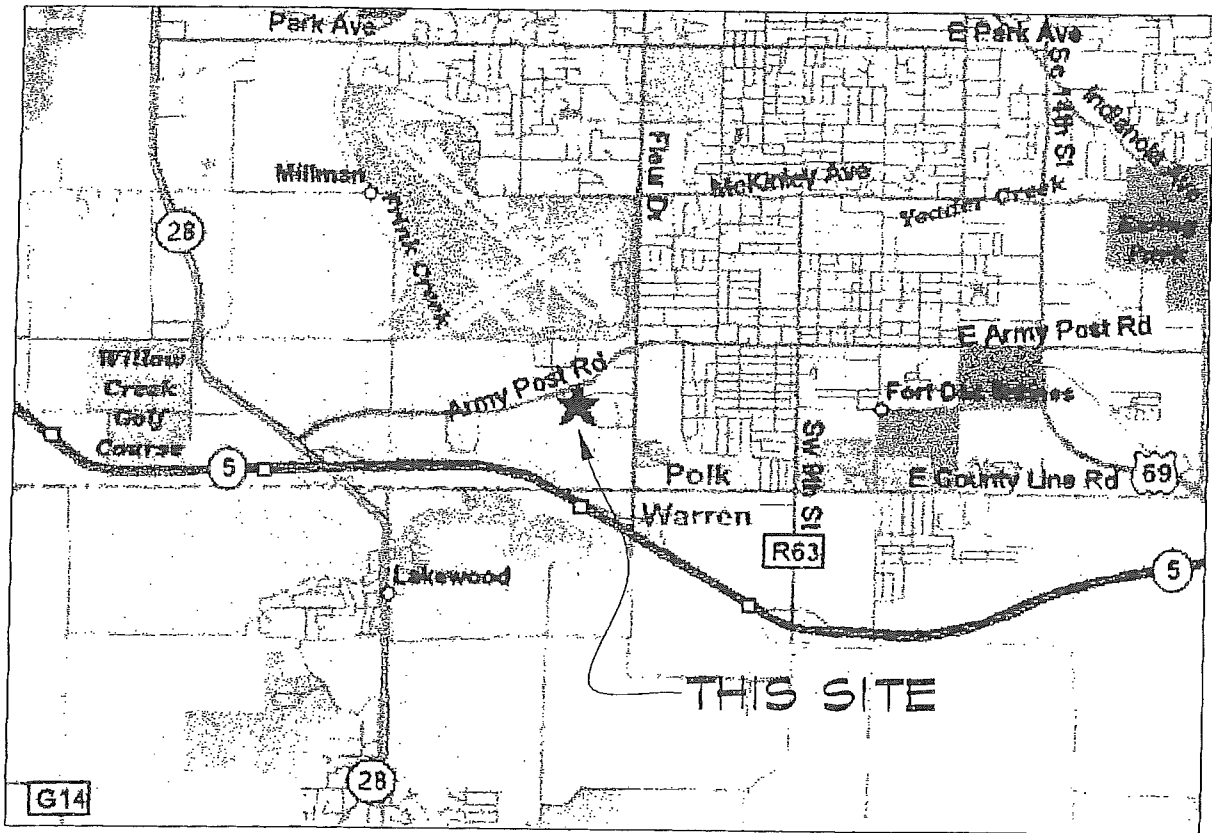 Park Ave
E Park Ave
SE 14th St
Indianola Ave
Fleur Dr
Millman
McKinley Ave
Yeader Creek
Frink Creek
28
E Army Post Rd
Willow
Creek
Golf
Course
Army Post Rd
Fort Des Moines
5
Polk
E County Line Rd
69
Warren
SW 9th St
R63
Lakewood
5
THIS SITE
28
G14